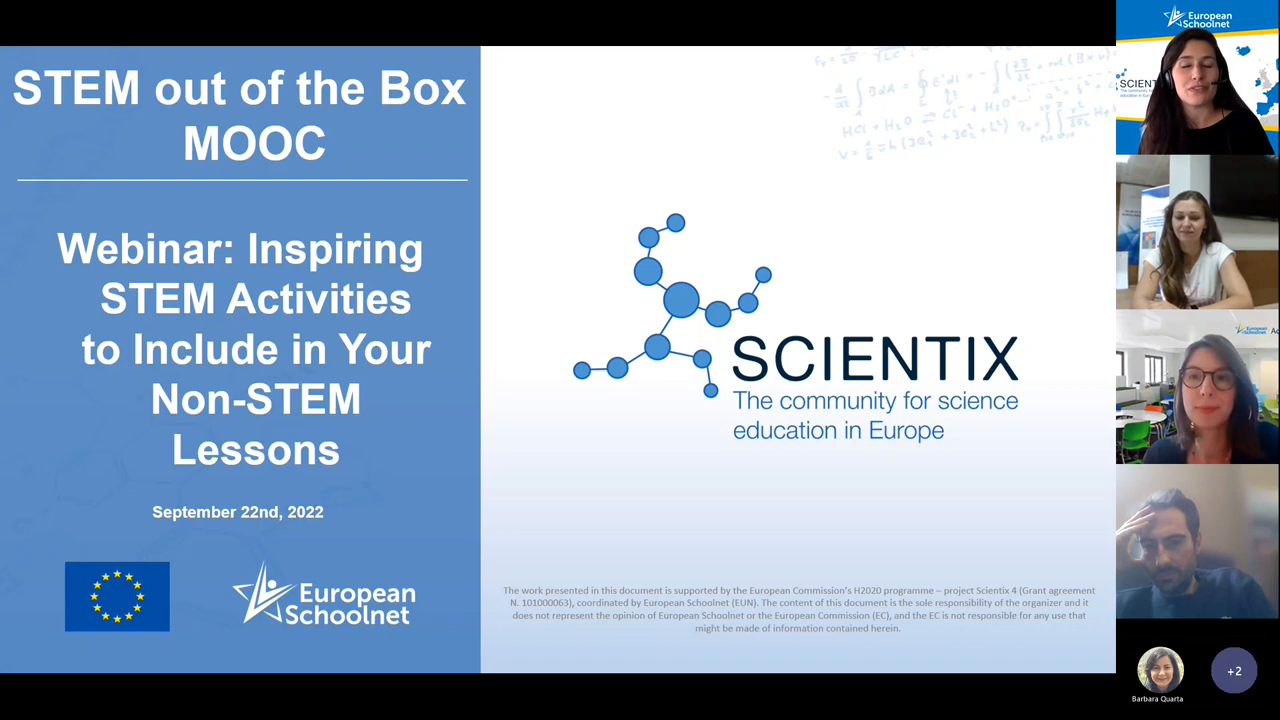 STEM out of the Box
MOOC
Webinar: Inspiring
STEM Activities
to Include in Your
Non-STEM
Lessons
September 22nd, 2022
European
Schoolnet
SCIENTIX
The community for science
education in Europe
The work presented in this document is supported by the European Commission's H2020 programme – project Scientix 4 (Grant agreement
N. 101000063), coordinated by European Schoolnet (EUN). The content of this document is the sole responsibility of the organizer and it
does not represent the opinion of European Schoolnet or the European Commission (EC), and the EC is not responsible for any use that
might be made of information contained herein.
European
Schoolnet
SCIENTIX
European
Schoolnet
Barbara Quarta
+2